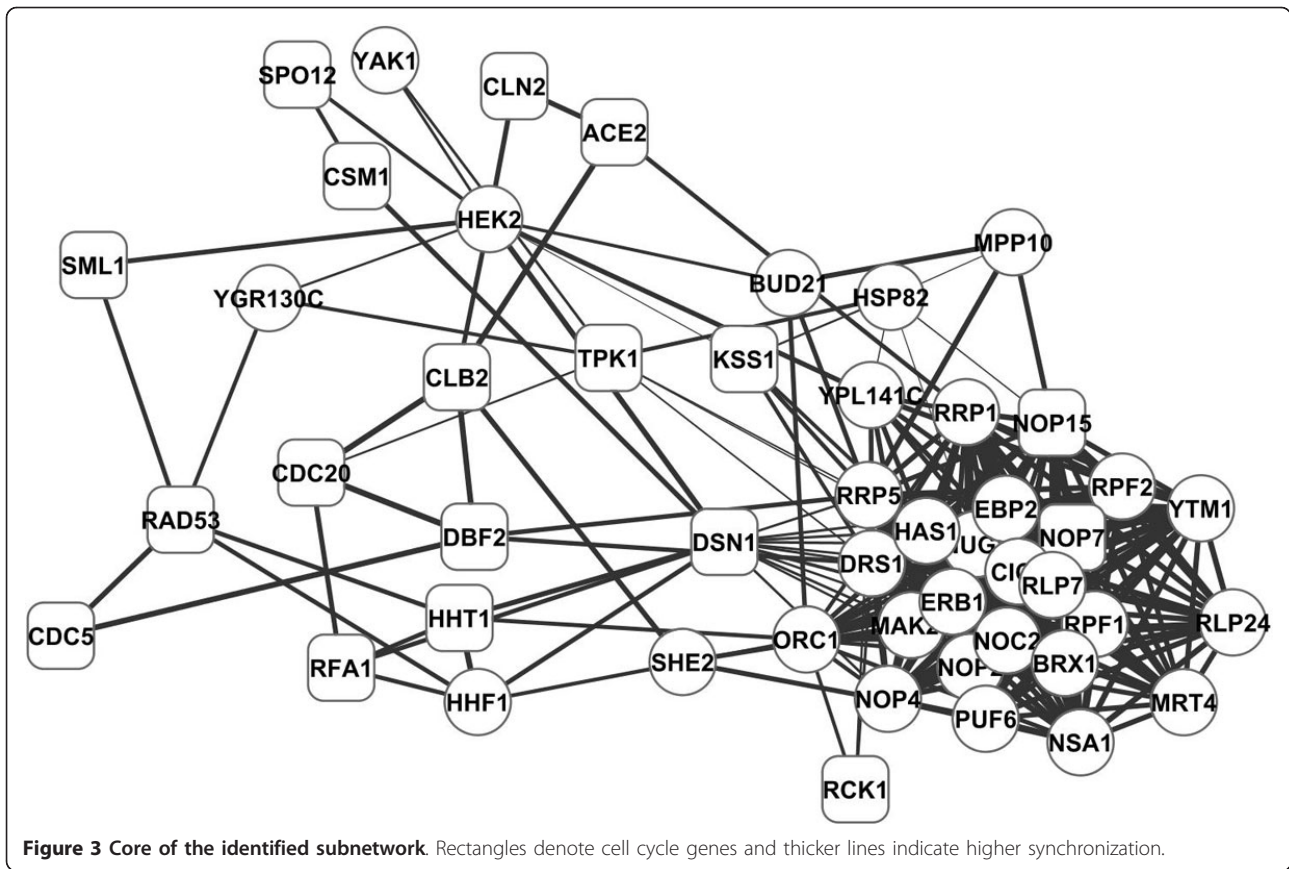 SPO12
YAK1
CLN2
ACE2
CSM1
HEK2
SML1
YGR130C
MPP10
BUD21
HSP82
TPK1
KSS1
CLB2
YPL141C
RRP1
NOP15
CDC20
RRP5
RPF2
YTM1
RAD53
DBF2
DSN1
HAS1
EBP2
NOP7
DRS1
RLP7
ERB1
CDC5
HHT1
ORC1
NOC2
RPF1
RLP24
RFA1
SHE2
BRX1
HHF1
NOP4
PUF6
MRT4
NSA1
RCK1
Figure 3 Core of the identified subnetwork. Rectangles denote cell cycle genes and thicker lines indicate higher synchronization.